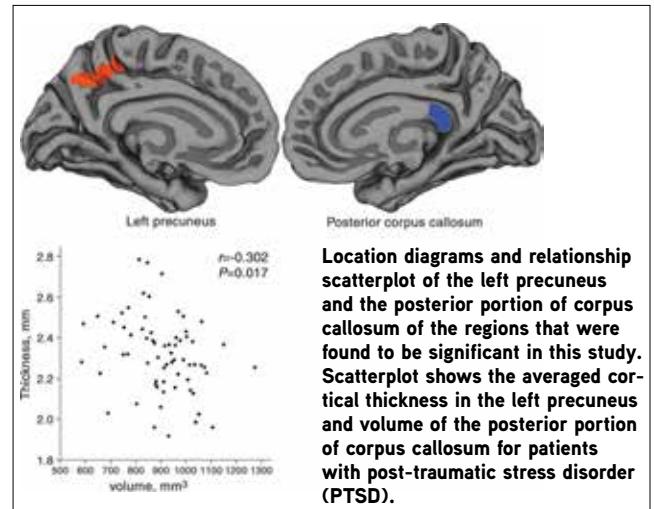 Left precuneus
Posterior corpus callosum
r=-0.302
P=0.017
2.8
2.6
2.4
2.2
2.0
1.8
Thickness, mm
500 600 700 800 900 1000 1100 1200 1300
volume, mm³
Location diagrams and relationship
scatterplot of the left precuneus
and the posterior portion of corpus
callosum of the regions that were
found to be significant in this study.
Scatterplot shows the averaged cor-
tical thickness in the left precuneus
and volume of the posterior portion
of corpus callosum for patients
with post-traumatic stress disorder
(PTSD).